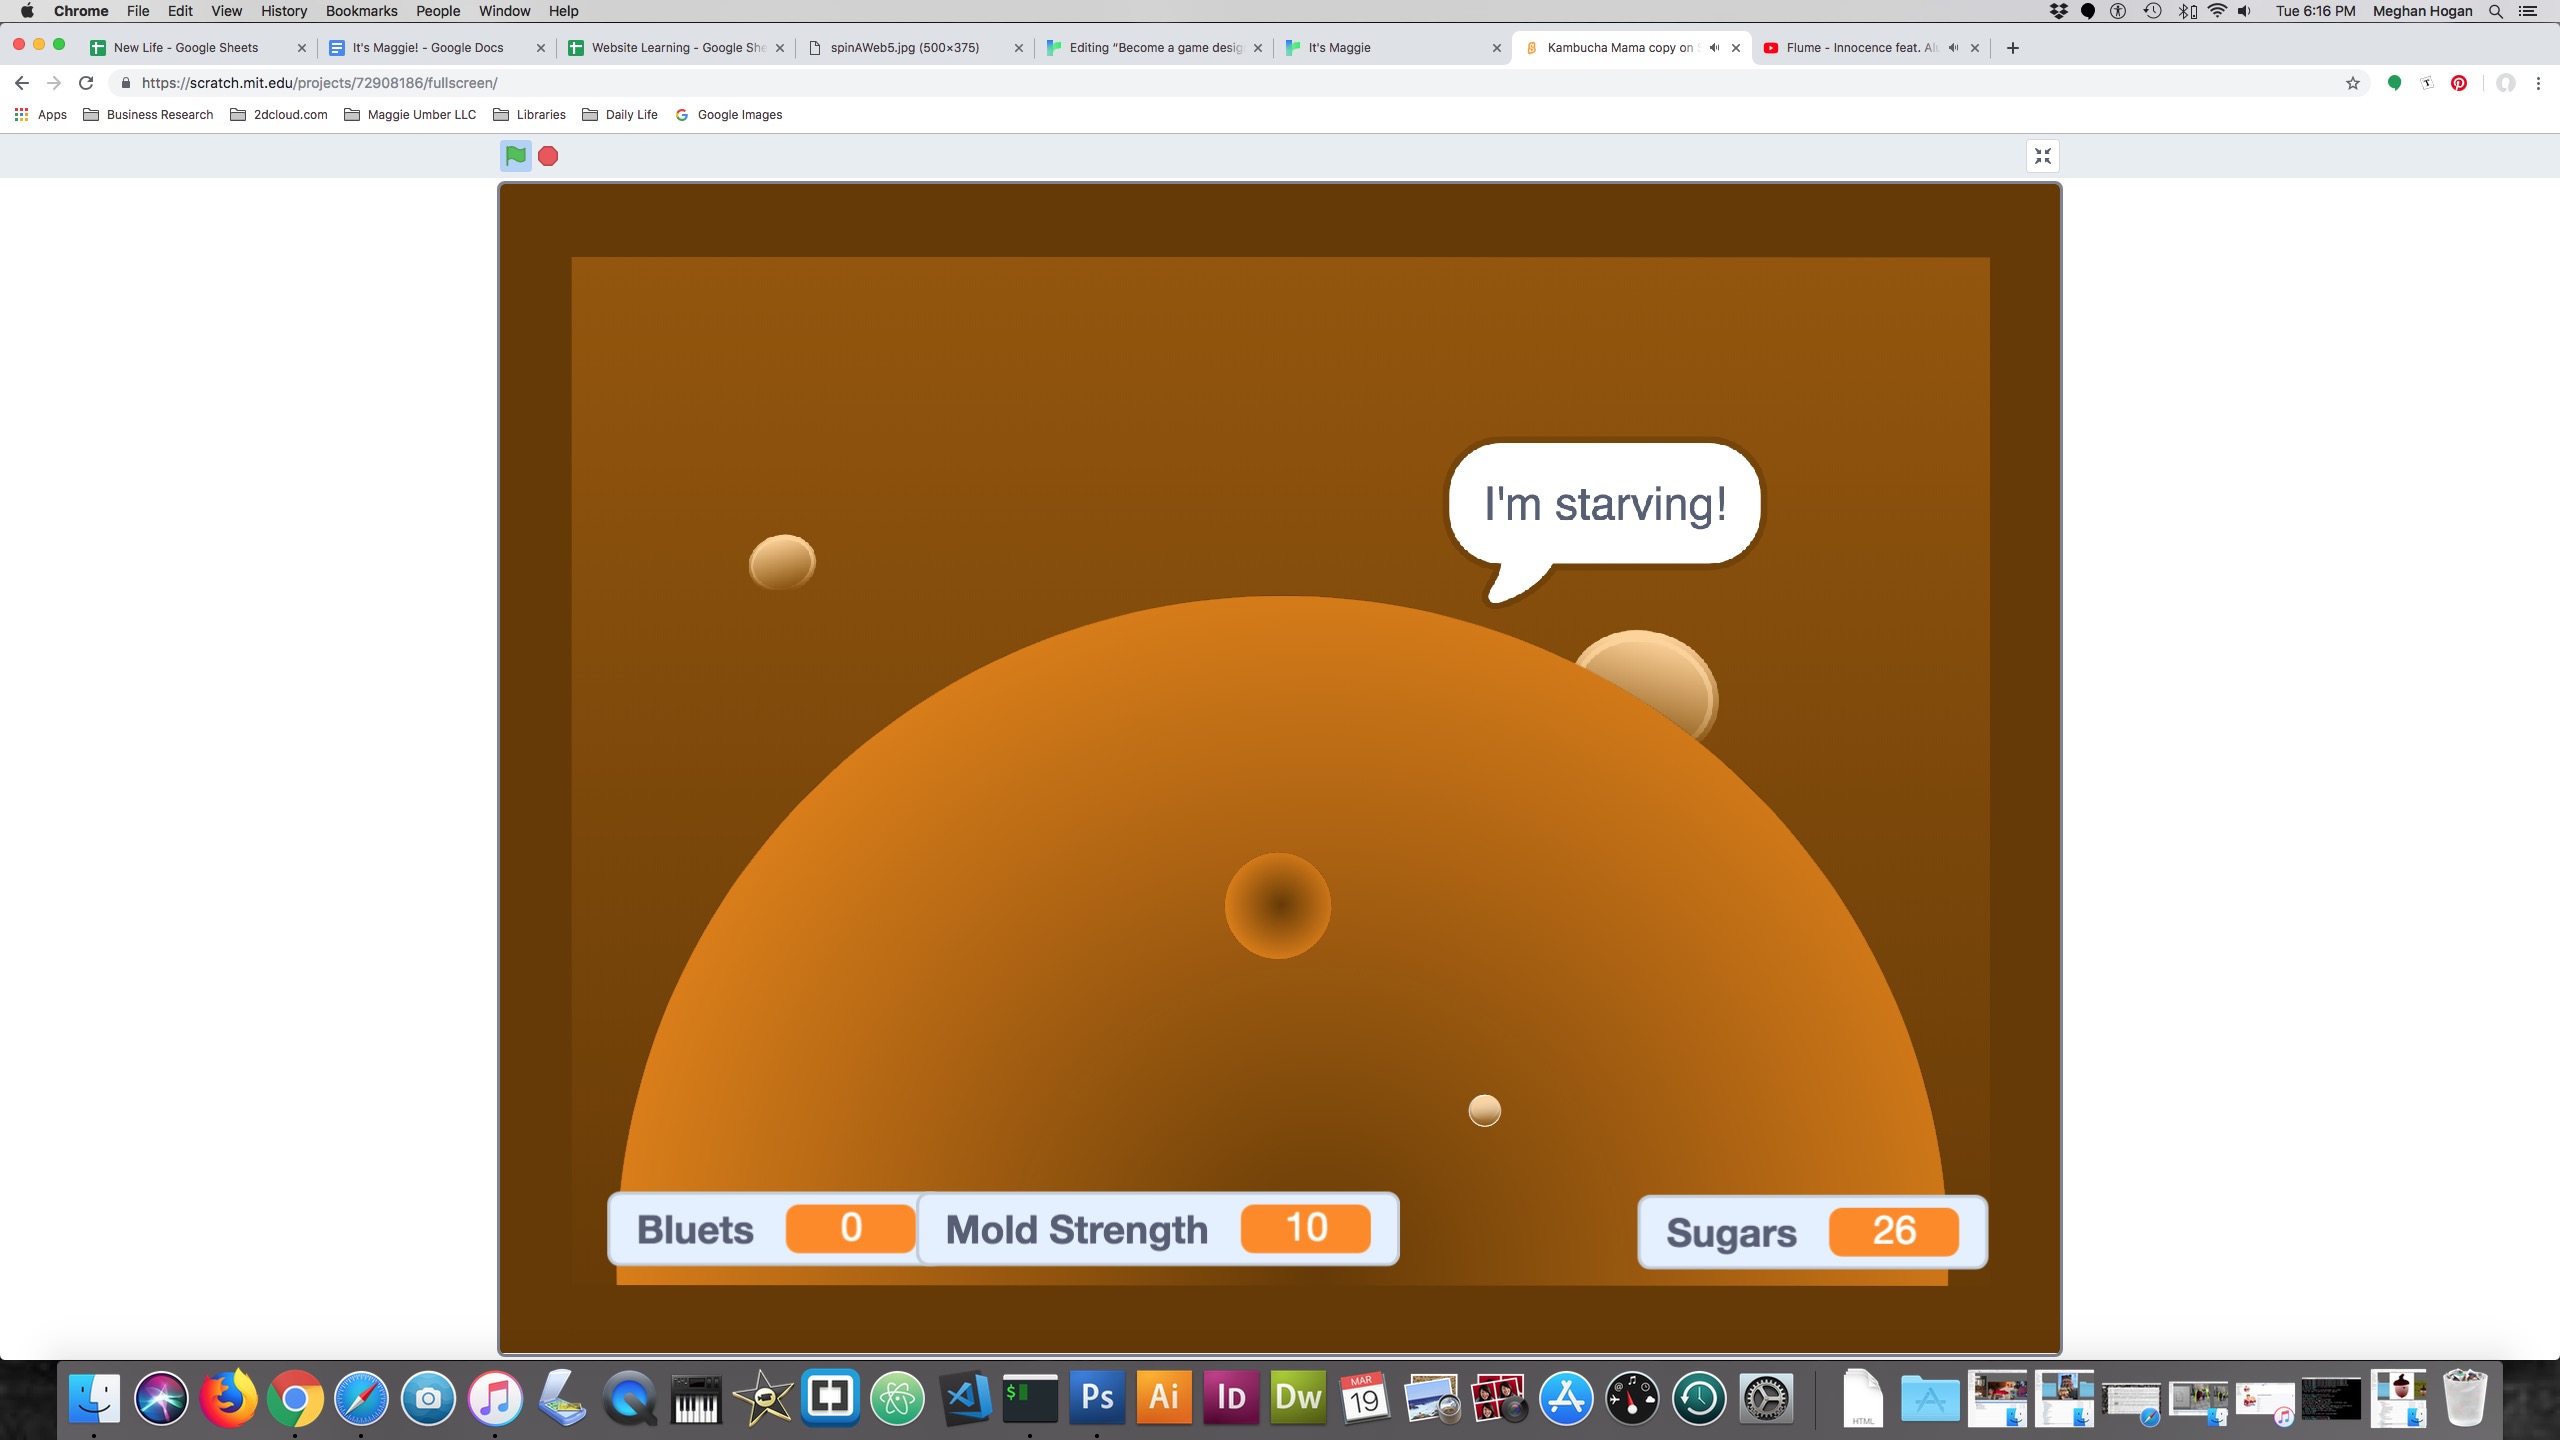 Chrome File Edit View History Bookmarks People Window Help Tue 6:16 PM Meghan Hogan
New Life - Google Sheets It's Maggie! - Google Docs Website Learning - Google She spinAWeb5.jpg (500×375) Editing “Become a game desig It's Maggie Kambucha Mama copy on Flume - Innocence feat.
https://scratch.mit.edu/projects/72908186/fullscreen/
Apps Business Research 2dcloud.com Maggie Umber LLC Libraries Daily Life Google Images
I'm starving!
Bluets 0 Mold Strength 10 Sugars 26
$ Ps Ai ID Dw MAR 19 HTML